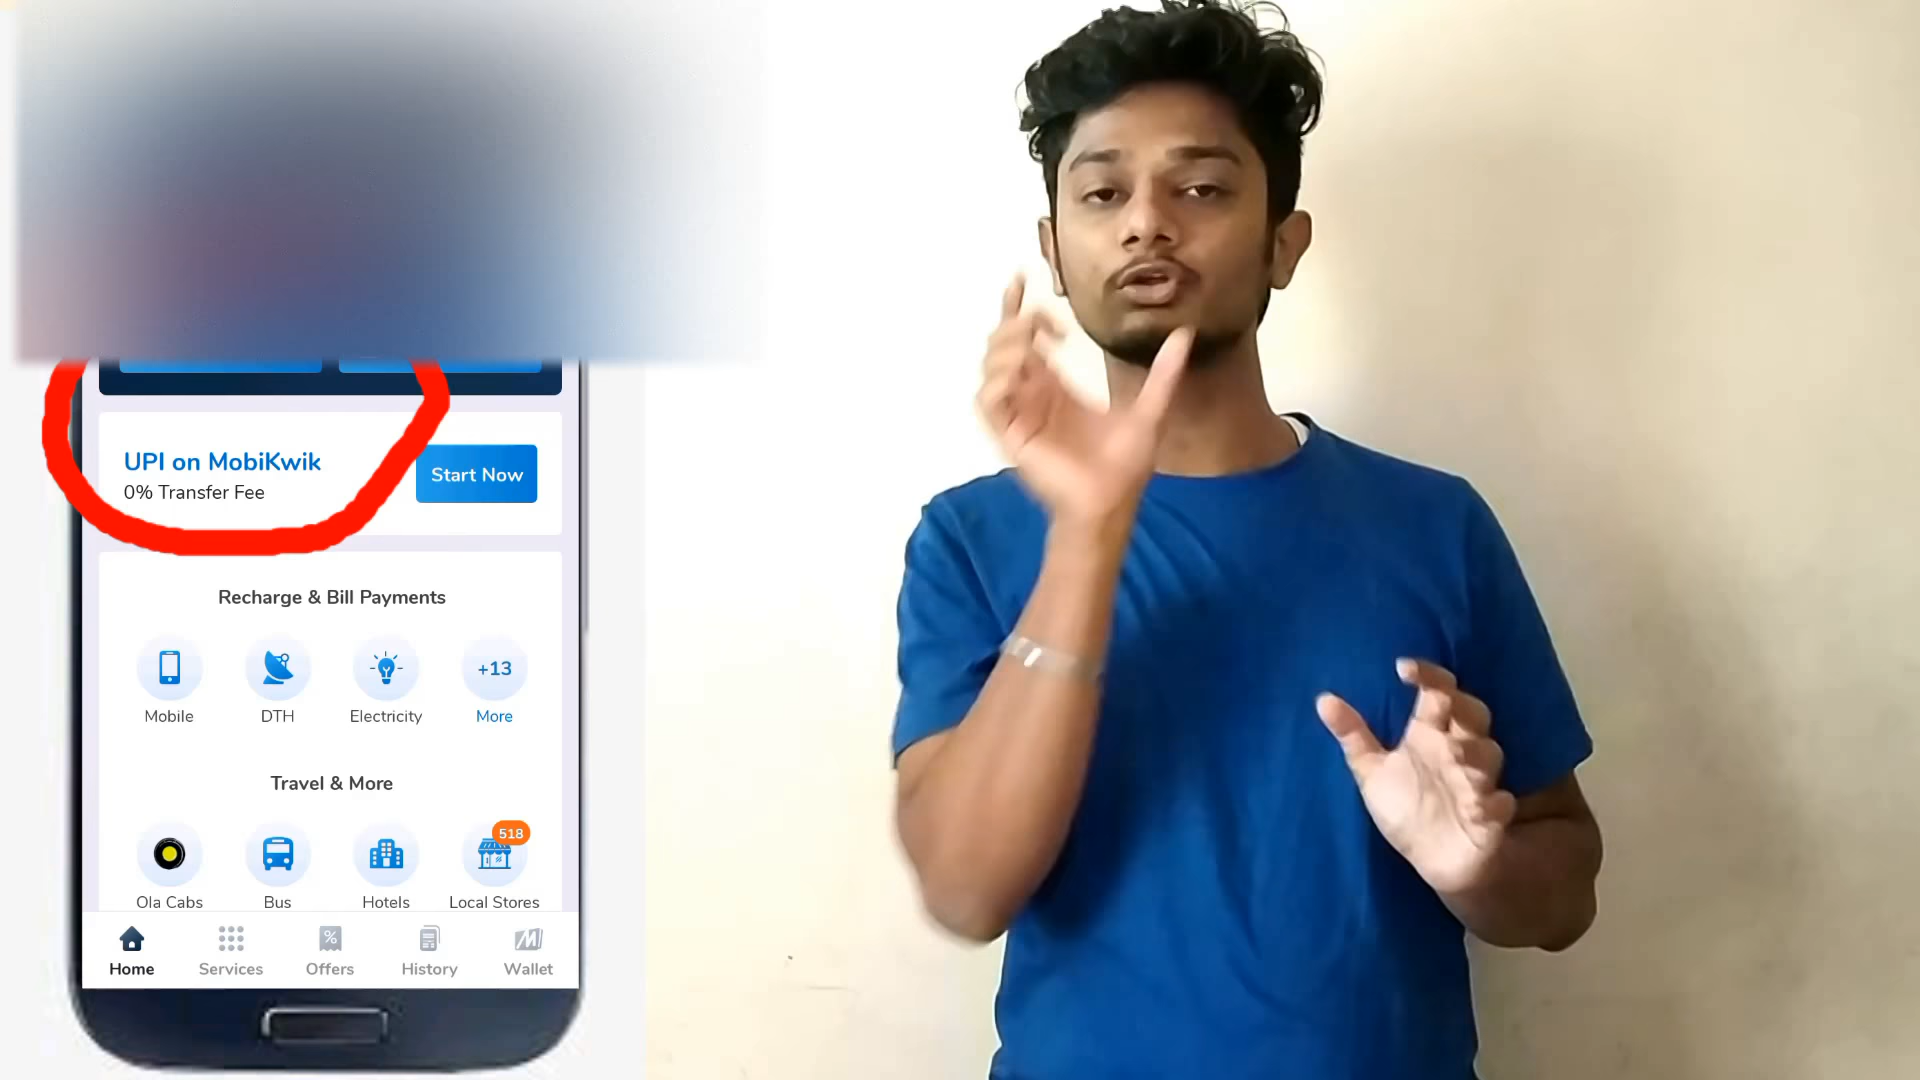 UPI on MobiKwik
0% Transfer Fee
Start Now
Recharge & Bill Payments
+13
Mobile DTH Electricity More
Travel & More
518
Ola Cabs Bus Hotels Local Stores
%
M
Home Services Offers History Wallet